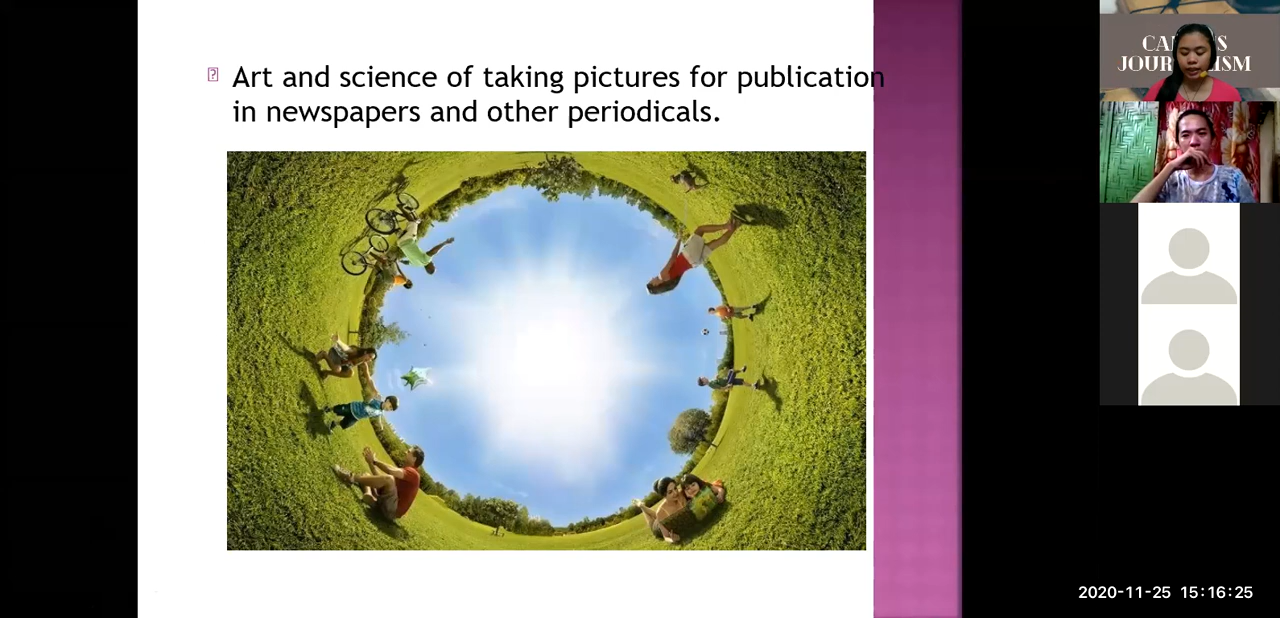 Art and science of taking pictures for publication
in newspapers and other periodicals.
2020-11-25 15:16:25